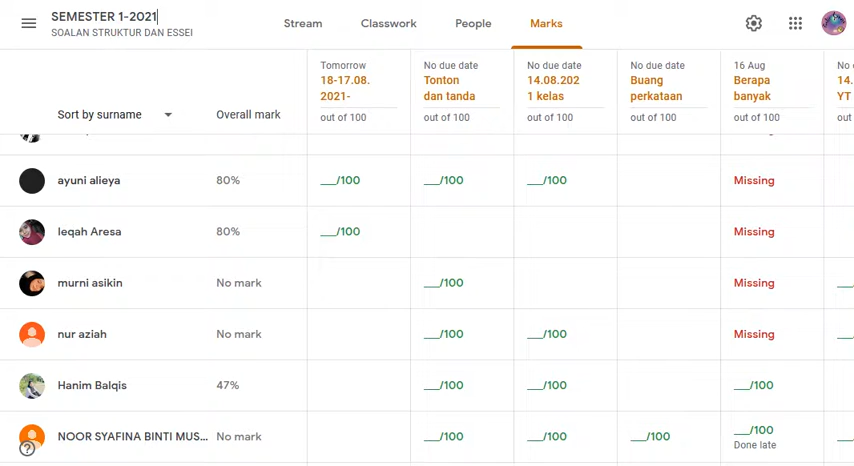 SEMESTER 1-2021
SOALAN STRUKTUR DAN ESSEI
Stream
Classwork
People
Marks
Sort by surname
Overall mark
Tomorrow
18-17.08.
2021-
out of 100
No due date
Tonton
dan tanda
out of 100
No due date
14.08.202
1 kelas
out of 100
No due date
Buang
perkataan
out of 100
16 Aug
Berapa
banyak
out of 100
No
14.
YT
out
ayuni alieya 80% __/100 __/100 __/100 Missing
Ieqah Aresa 80% __/100 Missing
murni asikin No mark __/100 Missing
nur aziah No mark __/100 __/100 Missing
Hanim Balqis 47% __/100 __/100 __/100
NOOR SYAFINA BINTI MUS... No mark __/100 __/100 __/100 __/100
Done late